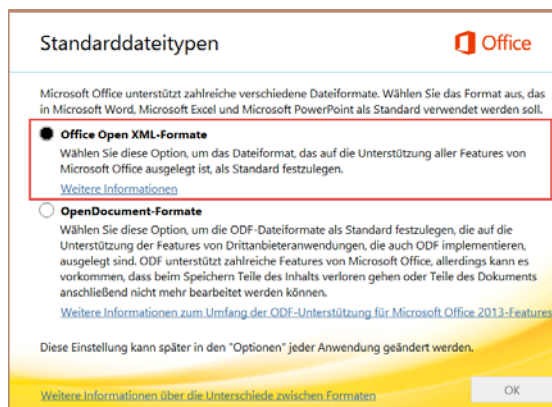 Standarddateitypen
Office
Microsoft Office unterstützt zahlreiche verschiedene Dateiformate. Wählen Sie das Format aus, das
in Microsoft Word, Microsoft Excel und Microsoft PowerPoint als Standard verwendet werden soll.
Office Open XML-Formate
Wählen Sie diese Option, um das Dateiformat, das auf die Unterstützung aller Features von
Microsoft Office ausgelegt ist, als Standard festzulegen.
Weitere Informationen
OpenDocument-Formate
Wählen Sie diese Option, um die ODF-Dateiformate als Standard festzulegen, die auf die
Unterstützung der Features von Drittanbieteranwendungen, die auch ODF implementieren,
ausgelegt sind. ODF unterstützt zahlreiche Features von Microsoft Office, allerdings kann es
vorkommen, dass beim Speichern Teile des Inhalts verloren gehen oder Teile des Dokuments
anschließend nicht mehr bearbeitet werden können.
Weitere Informationen zum Umfang der ODF-Unterstützung für Microsoft Office 2013-Features
Diese Einstellung kann später in den "Optionen" jeder Anwendung geändert werden.
Weitere Informationen über die Unterschiede zwischen Formaten
OK